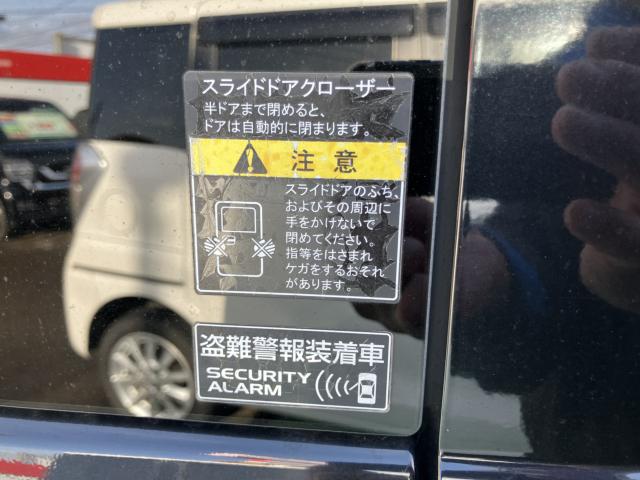 スライドドアクローザー
半ドアまで閉めると、
ドアは自動的に閉まります。
注意
スライドドアのふち、
およびその周辺に
手をかけないで
閉めてください。
指等をはさまれ
ケガをするおそれ
があります。
盗難警報装着車
SECURITY
ALARM